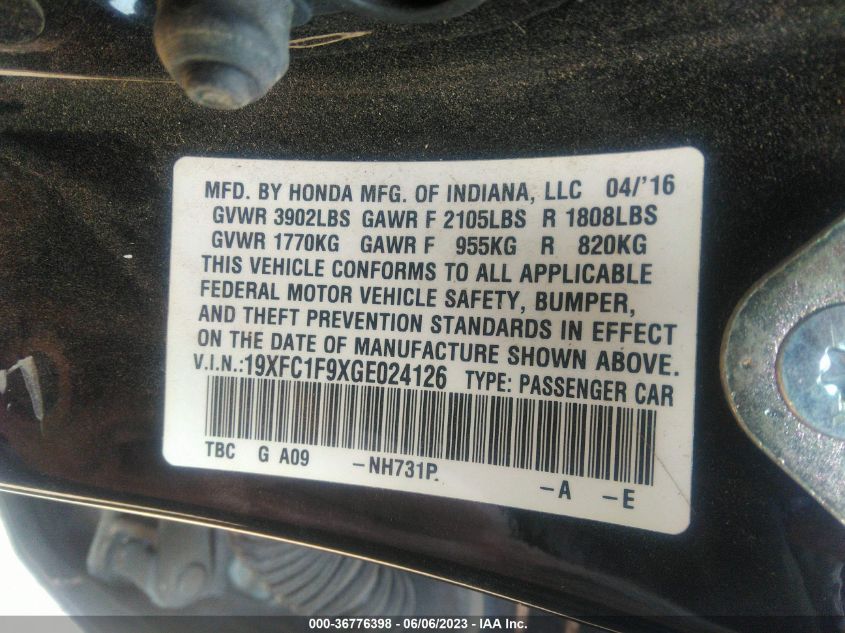 MFD. BY HONDA MFG. OF INDIANA, LLC 04/'16
GVWR 3902LBS GAWR F 2105LBS R 1808LBS
GVWR 1770KG GAWR F 955KG R 820KG
THIS VEHICLE CONFORMS TO ALL APPLICABLE
FEDERAL MOTOR VEHICLE SAFETY, BUMPER,
AND THEFT PREVENTION STANDARDS IN EFFECT
ON THE DATE OF MANUFACTURE SHOWN ABOVE.
V.I.N.:19XFC1F9XGE024126 TYPE: PASSENGER CAR
TBC G A09 -NH731P. -A -E
000-36776398 - 06/06/2023 - IAA Inc.